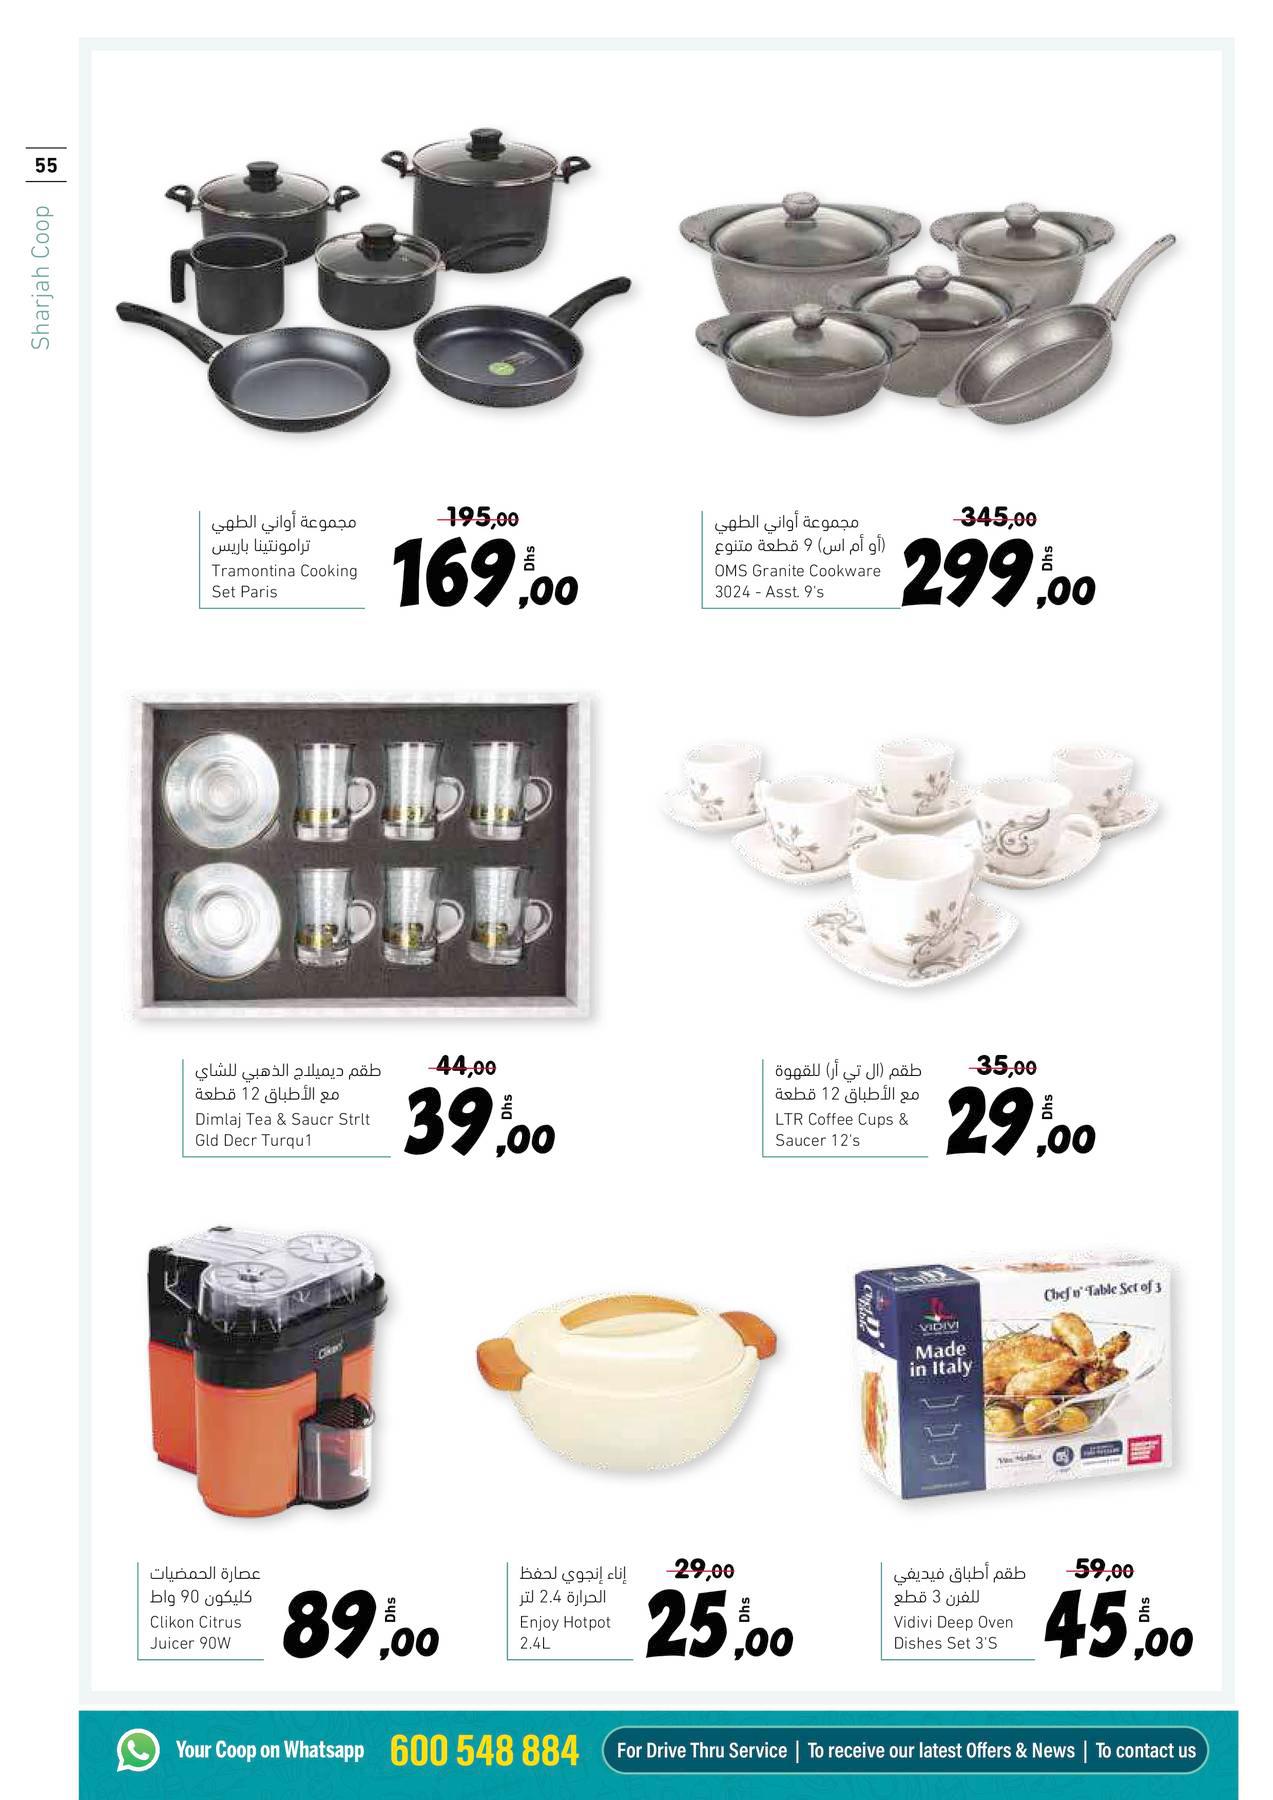 55
Sharjah Coop
مجموعة أواني الطهي
ترامونتينا باريس
Tramontina Cooking
Set Paris
195,00
169,00 Dhs
مجموعة أواني الطهي
(أو أم اس) 9 قطعة متنوع
OMS Granite Cookware
3024 - Asst. 9's
345,00
299,00 Dhs
طقم ديميلاج الذهبي للشاي
مع الأطباق 12 قطعة
Dimlaj Tea & Saucr Strlt
Gld Decr Turqu1
44,00
39,00 Dhs
طقم (ال تي أر) للقهوة
مع الأطباق 12 قطعة
LTR Coffee Cups &
Saucer 12's
35,00
29,00 Dhs
Clikon
Chef n' Table Set of 3
VIDIVI
Made
in Italy
عصارة الحمضيات
كليكون 90 واط
Clikon Citrus
Juicer 90W
89,00 Dhs
إناء إنجوي لحفظ
الحرارة 2.4 لتر
Enjoy Hotpot
2.4L
29,00
25,00 Dhs
طقم أطباق فيديفي
للفرن 3 قطع
Vidivi Deep Oven
Dishes Set 3'S
59,00
45,00 Dhs
Your Coop on Whatsapp 600 548 884 For Drive Thru Service | To receive our latest Offers & News | To contact us